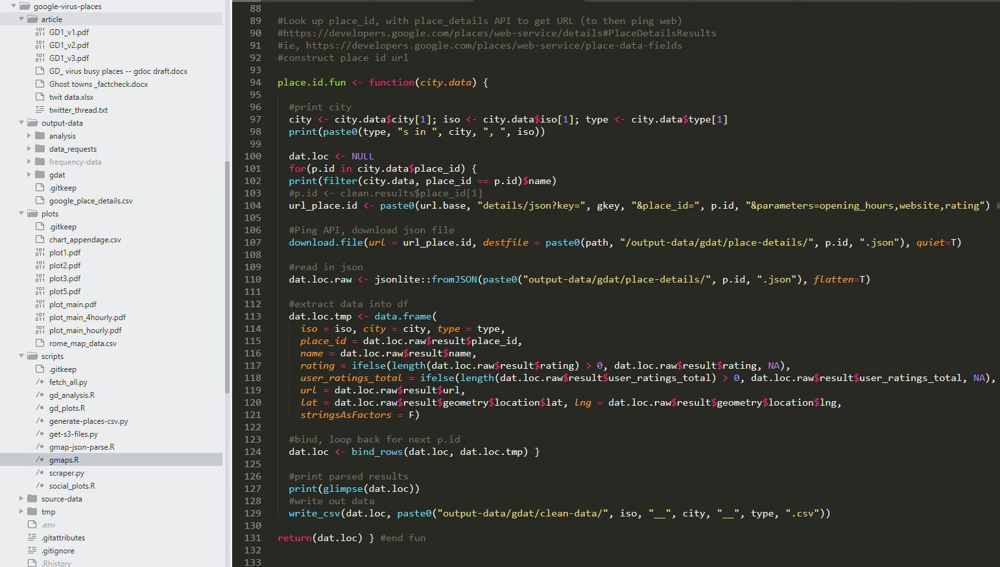 google-virus-places
article
GD1_v1.pdf
GD1_v2.pdf
GD1_v3.pdf
GD_ virus busy places -- gdoc draft.docx
Ghost towns _factcheck.docx
twit data.xlsx
twitter_thread.txt
output-data
analysis
data_requests
frequency-data
gdat
.gitkeep
google_place_details.csv
plots
.gitkeep
chart_appendage.csv
plot1.pdf
plot2.pdf
plot3.pdf
plot5.pdf
plot_main.pdf
plot_main_4hourly.pdf
plot_main_hourly.pdf
rome_map_data.csv
scripts
.gitkeep
fetch_all.py
gd_analysis.R
gd_plots.R
generate-places-csv.py
get-s3-files.py
gmap-json-parse.R
gmaps.R
scraper.py
social_plots.R
source-data
tmp
.env
.gitattributes
.gitignore
.Rhistory
88
89 #Look up place_id, with place_details API to get URL (to then ping web)
90 #https://developers.google.com/places/web-service/details#PlaceDetailsResults
91 #ie, https://developers.google.com/places/web-service/place-data-fields
92 #construct place id url
93
94 place.id.fun <- function(city.data) {
95
96 #print city
97 city <- city.data$city[1]; iso <- city.data$iso[1]; type <- city.data$type[1]
98 print(paste0(type, "s in ", city, ", ", iso))
99
100 dat.loc <- NULL
101 for(p.id in city.data$place_id) {
102 print(filter(city.data, place_id == p.id)$name)
103 #p.id <- clean.results$place_id[1]
104 url_place.id <- paste0(url.base, "details/json?key=", gkey, "&place_id=", p.id, "&parameters=opening_hours,website,rating") #
105
106 #Ping API, download json file
107 download.file(url = url_place.id, destfile = paste0(path, "/output-data/gdat/place-details/", p.id, ".json"), quiet=T)
108
109 #read in json
110 dat.loc.raw <- jsonlite::fromJSON(paste0("output-data/gdat/place-details/", p.id, ".json"), flatten=T)
111
112 #extract data into df
113 dat.loc.tmp <- data.frame(
114 iso = iso, city = city, type = type,
115 place_id = dat.loc.raw$result$place_id,
116 name = dat.loc.raw$result$name,
117 rating = ifelse(length(dat.loc.raw$result$rating) > 0, dat.loc.raw$result$rating, NA),
118 user_ratings_total = ifelse(length(dat.loc.raw$result$user_ratings_total) > 0, dat.loc.raw$result$user_ratings_total, NA),
119 url = dat.loc.raw$result$url,
120 lat = dat.loc.raw$result$geometry$location$lat, lng = dat.loc.raw$result$geometry$location$lng,
121 stringsAsFactors = F)
122
123 #bind, loop back for next p.id
124 dat.loc <- bind_rows(dat.loc, dat.loc.tmp) }
125
126 #print parsed results
127 print(glimpse(dat.loc))
128 #write out data
129 write_csv(dat.loc, paste0("output-data/gdat/clean-data/", iso, "__", city, "__", type, ".csv"))
130
131 return(dat.loc) } #end fun
132
133